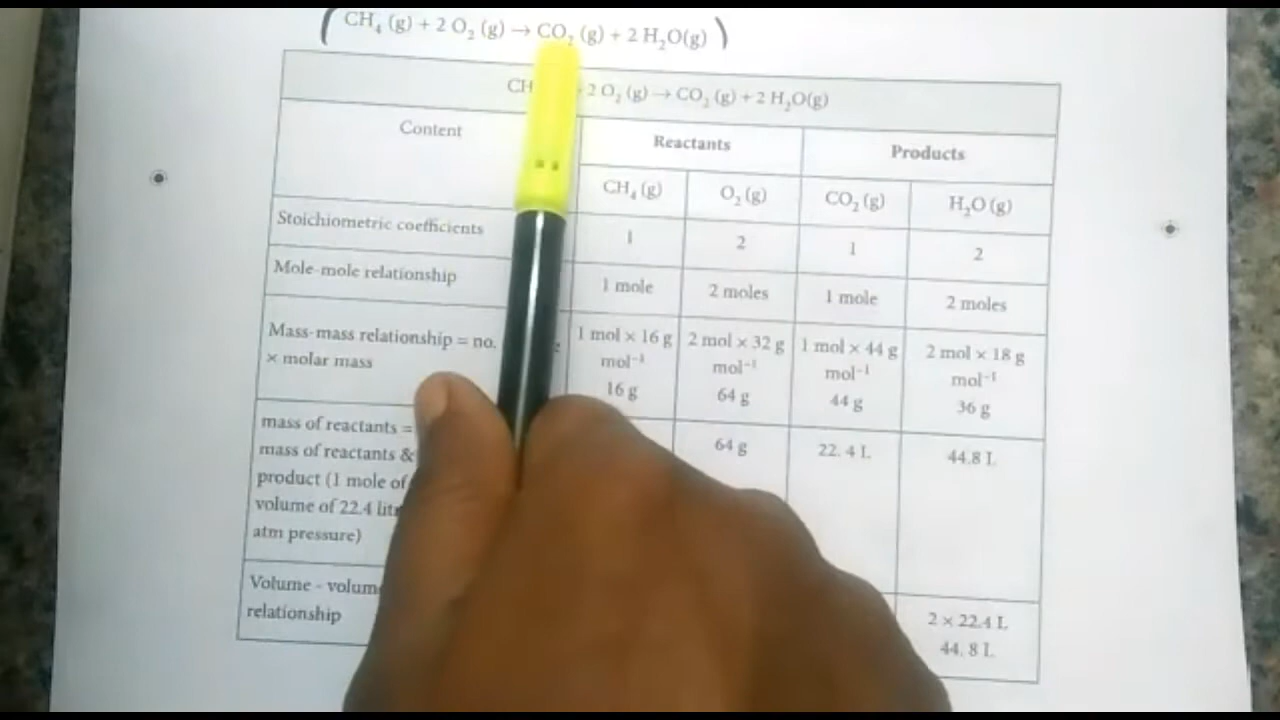 ( CH₄ (g) + 2 O₂ (g) → CO₂ (g) + 2 H₂O(g) )
CH + 2 O₂ (g) → CO₂ (g) + 2 H₂O(g)
Content
Reactants
Products
CH₄ (g)
O₂ (g)
CO₂ (g)
H₂O (g)
Stoichiometric coefficients
1
2
1
2
Mole-mole relationship
1 mole
2 moles
1 mole
2 moles
Mass-mass relationship = no.
× molar mass
1 mol × 16 g
mol⁻¹
16 g
2 mol × 32 g
mol⁻¹
64 g
1 mol × 44 g
mol⁻¹
44 g
2 mol × 18 g
mol⁻¹
36 g
mass of reactants =
mass of reactants &
product (1 mole of
volume of 22.4
atm pressure)
64 g
22. 4 L
44.8 L
Volume -
relationship
2 × 22.4 L
44. 8 L